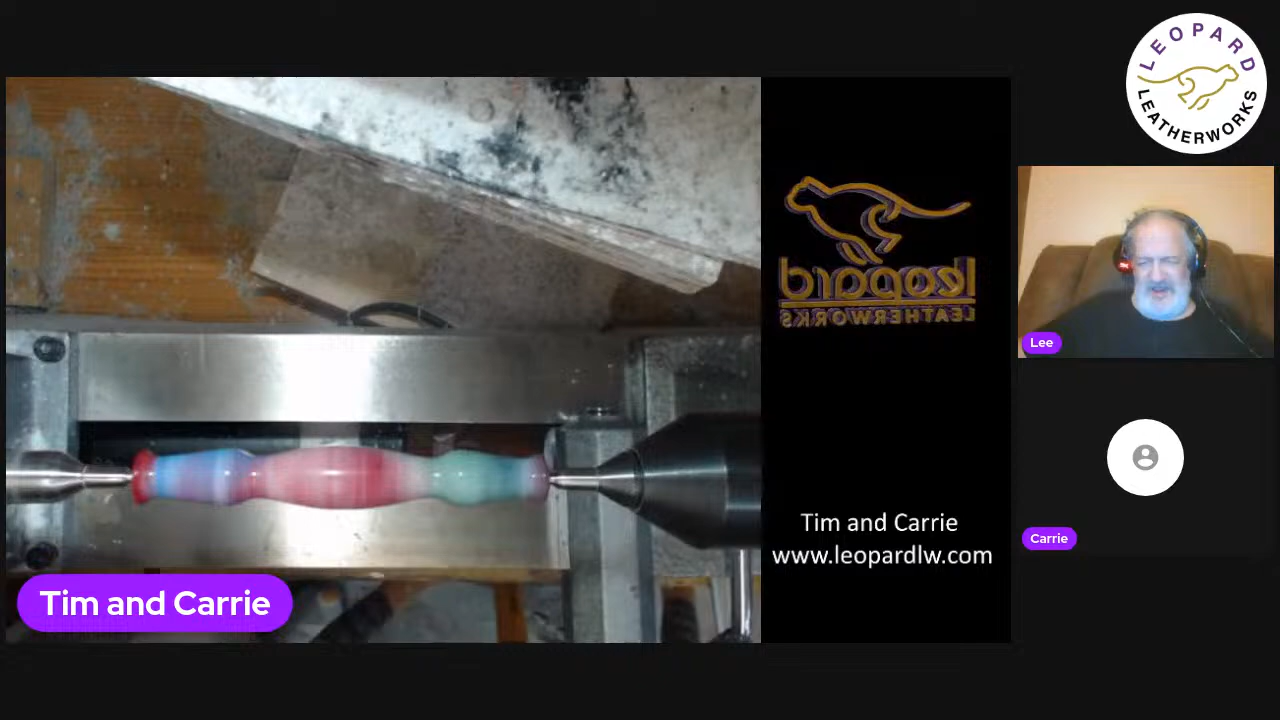 LEOPARD
LEATHERWORKS
leopard
LEATHERWORKS
Lee
Tim and Carrie
www.leopardlw.com
Carrie
Tim and Carrie